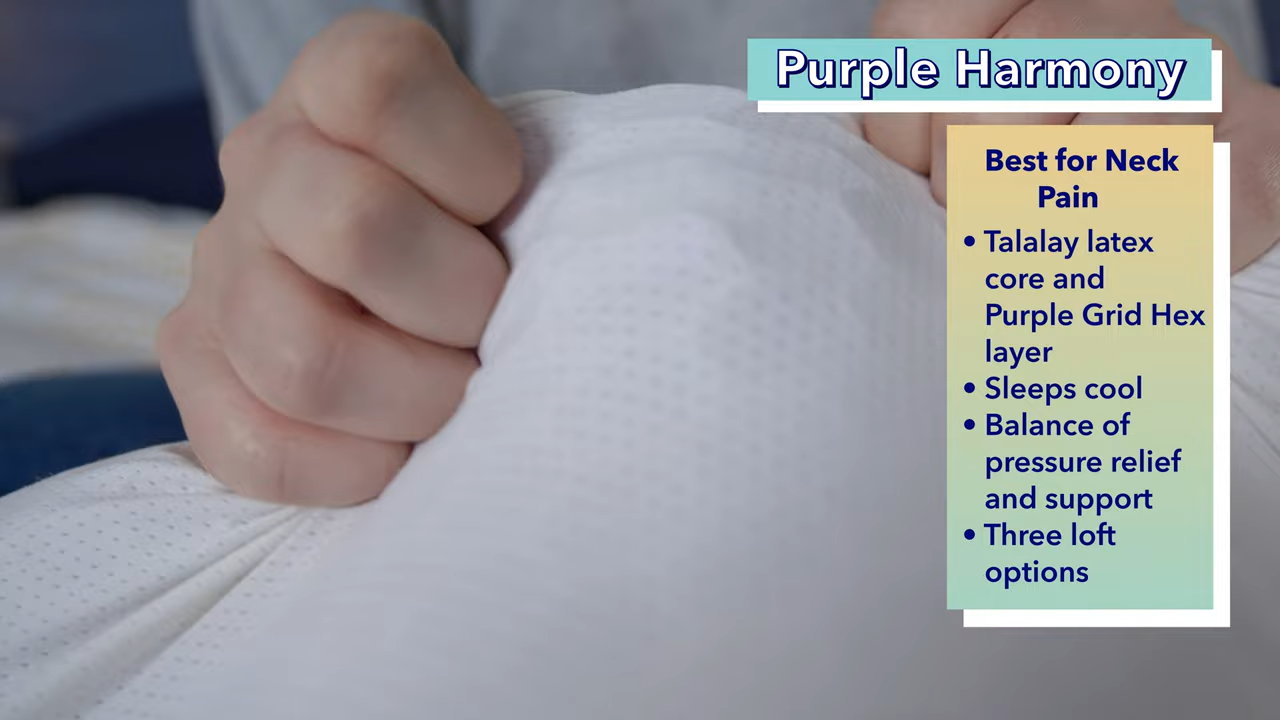 Purple Harmony
Best for Neck
Pain
• Talalay latex
core and
Purple Grid Hex
layer
• Sleeps cool
• Balance of
pressure relief
and support
• Three loft
options